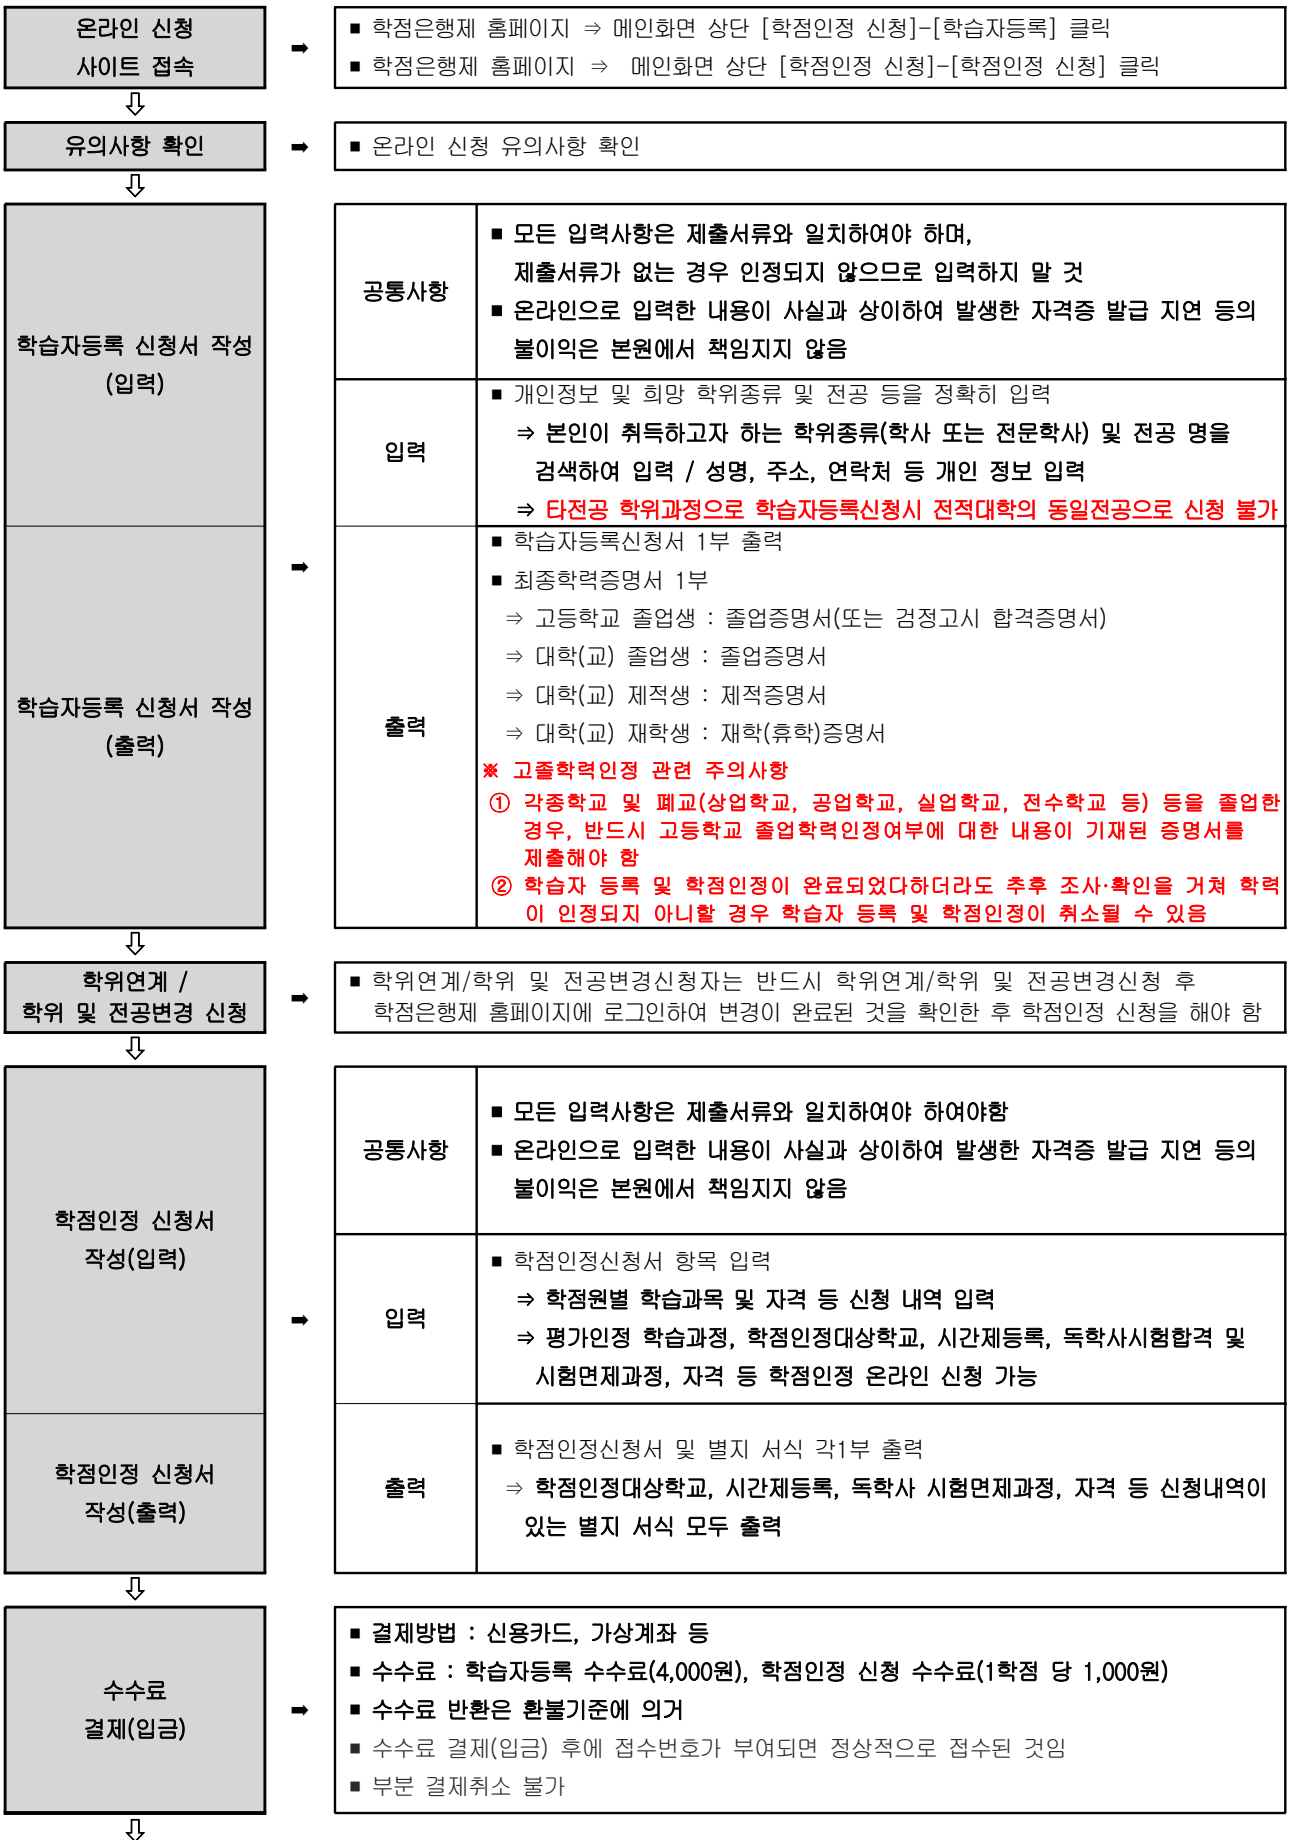 온라인 신청
사이트 접속
➡
■ 학점은행제 홈페이지 ⇒ 메인화면 상단 [학점인정 신청]-[학습자등록] 클릭
■ 학점은행제 홈페이지 ⇒ 메인화면 상단 [학점인정 신청]-[학점인정 신청] 클릭
⇩
유의사항 확인
➡
■ 온라인 신청 유의사항 확인
⇩
학습자등록 신청서 작성
(입력)
공통사항
■ 모든 입력사항은 제출서류와 일치하여야 하며,
제출서류가 없는 경우 인정되지 않으므로 입력하지 말 것
■ 온라인으로 입력한 내용이 사실과 상이하여 발생한 자격증 발급 지연 등의
불이익은 본원에서 책임지지 않음
입력
■ 개인정보 및 희망 학위종류 및 전공 등을 정확히 입력
⇒ 본인이 취득하고자 하는 학위종류(학사 또는 전문학사) 및 전공 명을
검색하여 입력 / 성명, 주소, 연락처 등 개인 정보 입력
⇒ 타전공 학위과정으로 학습자등록신청시 전적대학의 동일전공으로 신청 불가
➡
학습자등록 신청서 작성
(출력)
출력
■ 학습자등록신청서 1부 출력
■ 최종학력증명서 1부
⇒ 고등학교 졸업생 : 졸업증명서(또는 검정고시 합격증명서)
⇒ 대학(교) 졸업생 : 졸업증명서
⇒ 대학(교) 제적생 : 제적증명서
⇒ 대학(교) 재학생 : 재학(휴학)증명서
※ 고졸학력인정 관련 주의사항
① 각종학교 및 폐교(상업학교, 공업학교, 실업학교, 전수학교 등) 등을 졸업한
경우, 반드시 고등학교 졸업학력인정여부에 대한 내용이 기재된 증명서를
제출해야 함
② 학습자 등록 및 학점인정이 완료되었다하더라도 추후 조사·확인을 거쳐 학력
이 인정되지 아니할 경우 학습자 등록 및 학점인정이 취소될 수 있음
⇩
학위연계 /
학위 및 전공변경 신청
➡
■ 학위연계/학위 및 전공변경신청자는 반드시 학위연계/학위 및 전공변경신청 후
학점은행제 홈페이지에 로그인하여 변경이 완료된 것을 확인한 후 학점인정 신청을 해야 함
⇩
학점인정 신청서
작성(입력)
공통사항
■ 모든 입력사항은 제출서류와 일치하여야 하여야함
■ 온라인으로 입력한 내용이 사실과 상이하여 발생한 자격증 발급 지연 등의
불이익은 본원에서 책임지지 않음
➡
입력
■ 학점인정신청서 항목 입력
⇒ 학점원별 학습과목 및 자격 등 신청 내역 입력
⇒ 평가인정 학습과정, 학점인정대상학교, 시간제등록, 독학사시험합격 및
시험면제과정, 자격 등 학점인정 온라인 신청 가능
학점인정 신청서
작성(출력)
출력
■ 학점인정신청서 및 별지 서식 각1부 출력
⇒ 학점인정대상학교, 시간제등록, 독학사 시험면제과정, 자격 등 신청내역이
있는 별지 서식 모두 출력
⇩
수수료
결제(입금)
➡
■ 결제방법 : 신용카드, 가상계좌 등
■ 수수료 : 학습자등록 수수료(4,000원), 학점인정 신청 수수료(1학점 당 1,000원)
■ 수수료 반환은 환불기준에 의거
■ 수수료 결제(입금) 후에 접수번호가 부여되면 정상적으로 접수된 것임
■ 부분 결제취소 불가
⇩